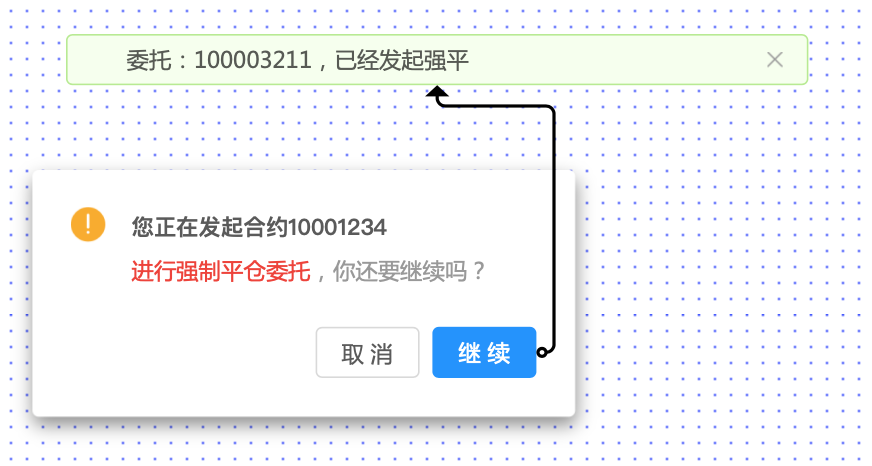 委托：100003211，已经发起强平
您正在发起合约10001234
进行强制平仓委托，你还要继续吗？
取 消
继 续